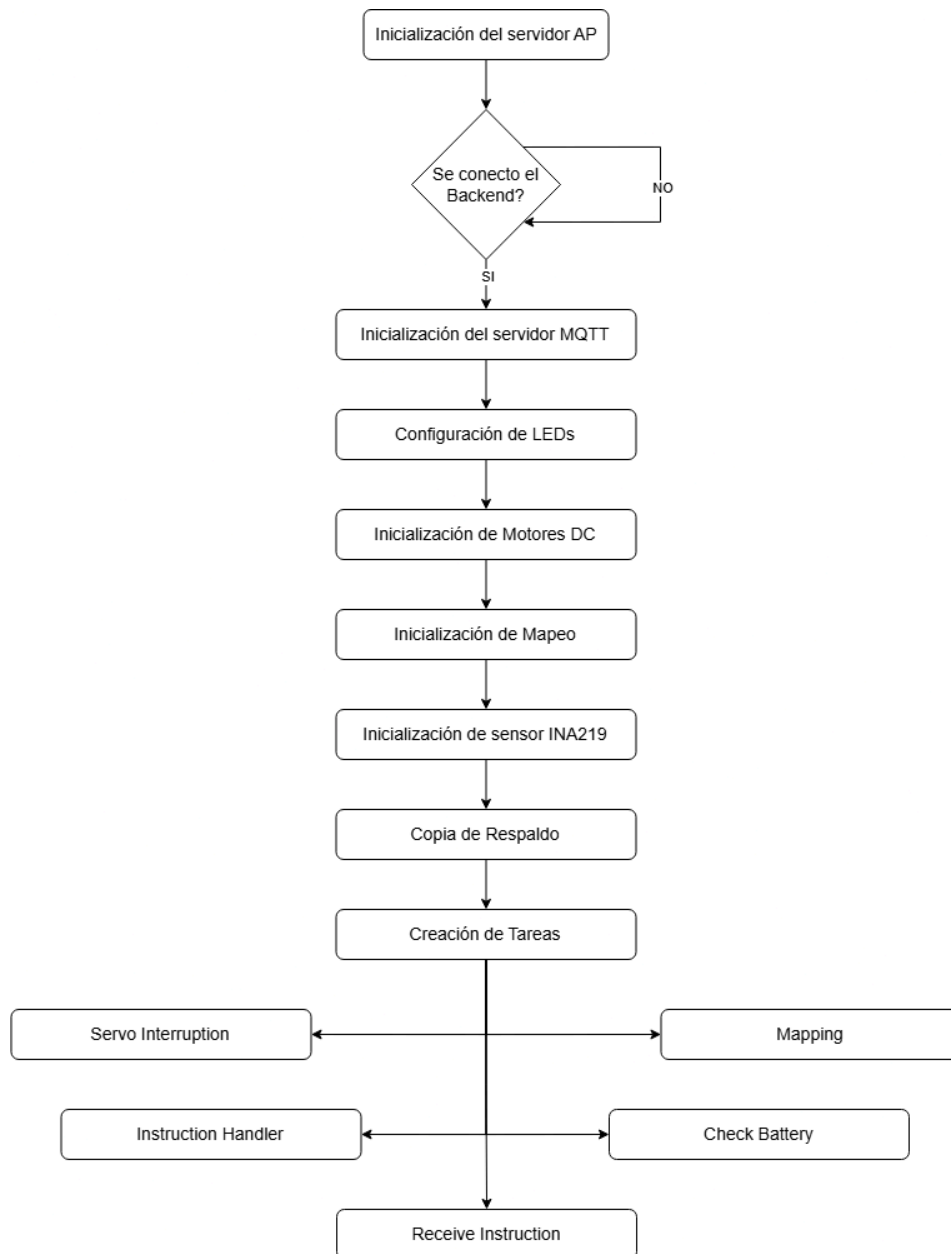 Inicialización del servidor AP
Se conecto el
Backend?
NO
SI
Inicialización del servidor MQTT
Configuración de LEDs
Inicialización de Motores DC
Inicialización de Mapeo
Inicialización de sensor INA219
Copia de Respaldo
Creación de Tareas
Servo Interruption
Mapping
Instruction Handler
Check Battery
Receive Instruction